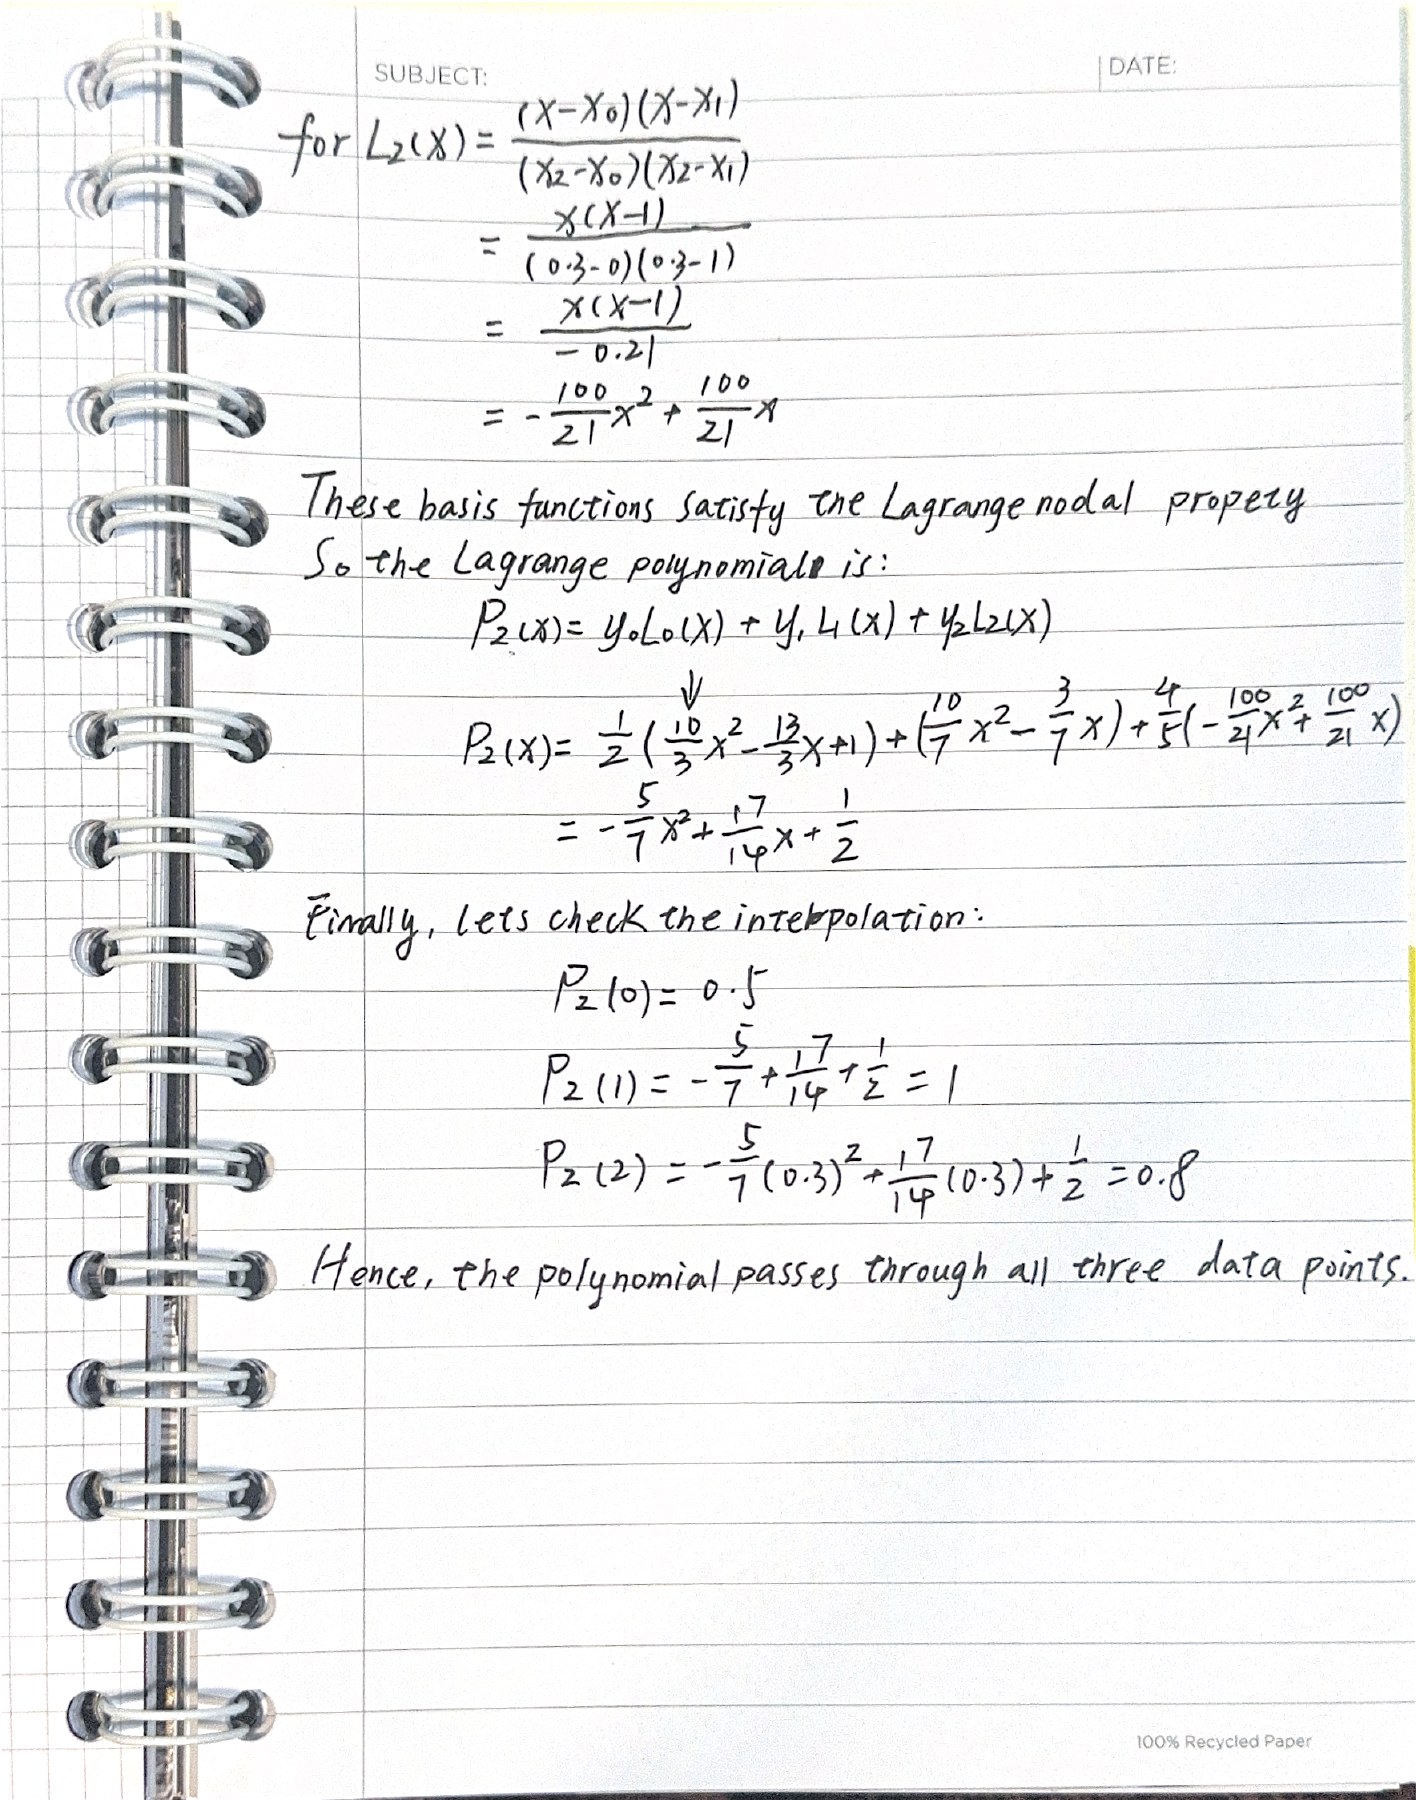 SUBJECT: DATE:
for L₂(x) = (x-x₀)(x-x₁) / (x₂-x₀)(x₂-x₁)
= x(x-1) / (0.3-0)(0.3-1)
= x(x-1) / -0.21
= - 100/21 x² + 100/21 x
These basis functions satisfy the Lagrange nodal propety
So the Lagrange polynomial is:
P₂(x) = y₀L₀(x) + y₁L₁(x) + y₂L₂(x)
↓
P₂(x) = 1/2 (10/3 x² - 13/3 x + 1) + (10/7 x² - 3/7 x) + 4/5 (- 100/21 x² + 100/21 x)
= - 5/7 x² + 17/14 x + 1/2
Finally, lets check the interpolation:
P₂(0) = 0.5
P₂(1) = - 5/7 + 17/14 + 1/2 = 1
P₂(2) = - 5/7 (0.3)² + 17/14 (0.3) + 1/2 = 0.8
Hence, the polynomial passes through all three data points.
100% Recycled Paper